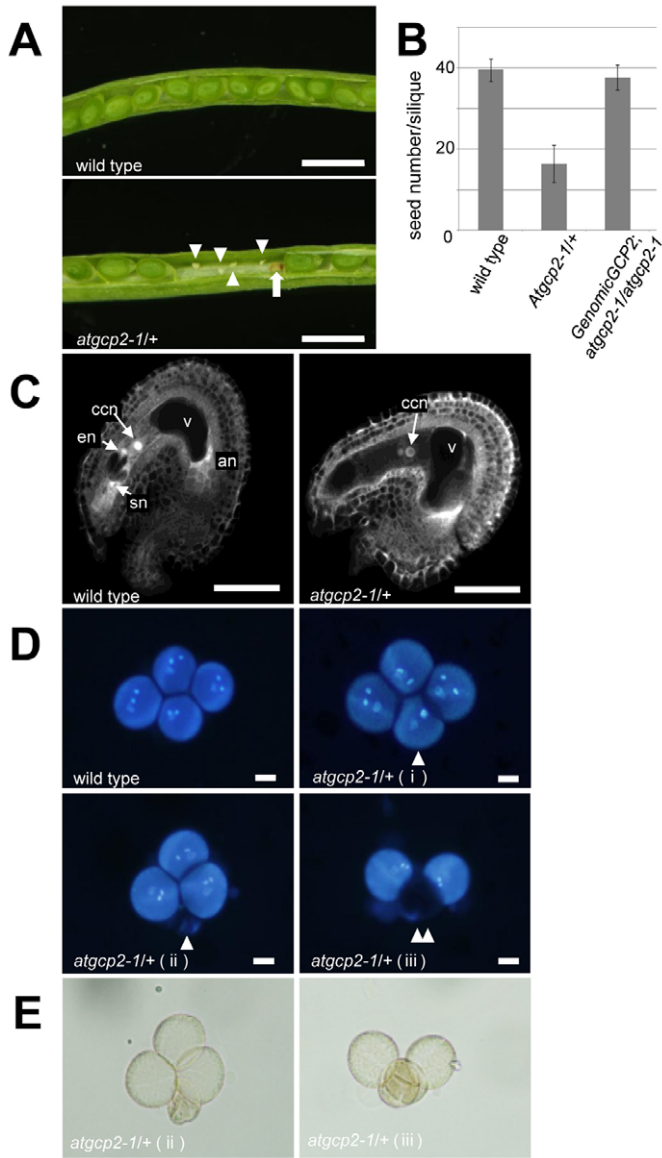 A
wild type
atgcp2-1/+
B
seed number/silique
40
20
0
wild type
Atgcp2-1/+
GenomicGCP2;
atgcp2-1/atgcp2-1
C
ccn
en
v
an
sn
wild type
ccn
v
atgcp2-1/+
D
wild type
atgcp2-1/+ ( i )
atgcp2-1/+ ( ii )
atgcp2-1/+ ( iii )
E
atgcp2-1/+ ( ii )
atgcp2-1/+ ( iii )